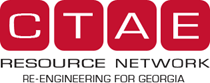 CTAE
RESOURCE NETWORK
RE-ENGINEERING FOR GEORGIA